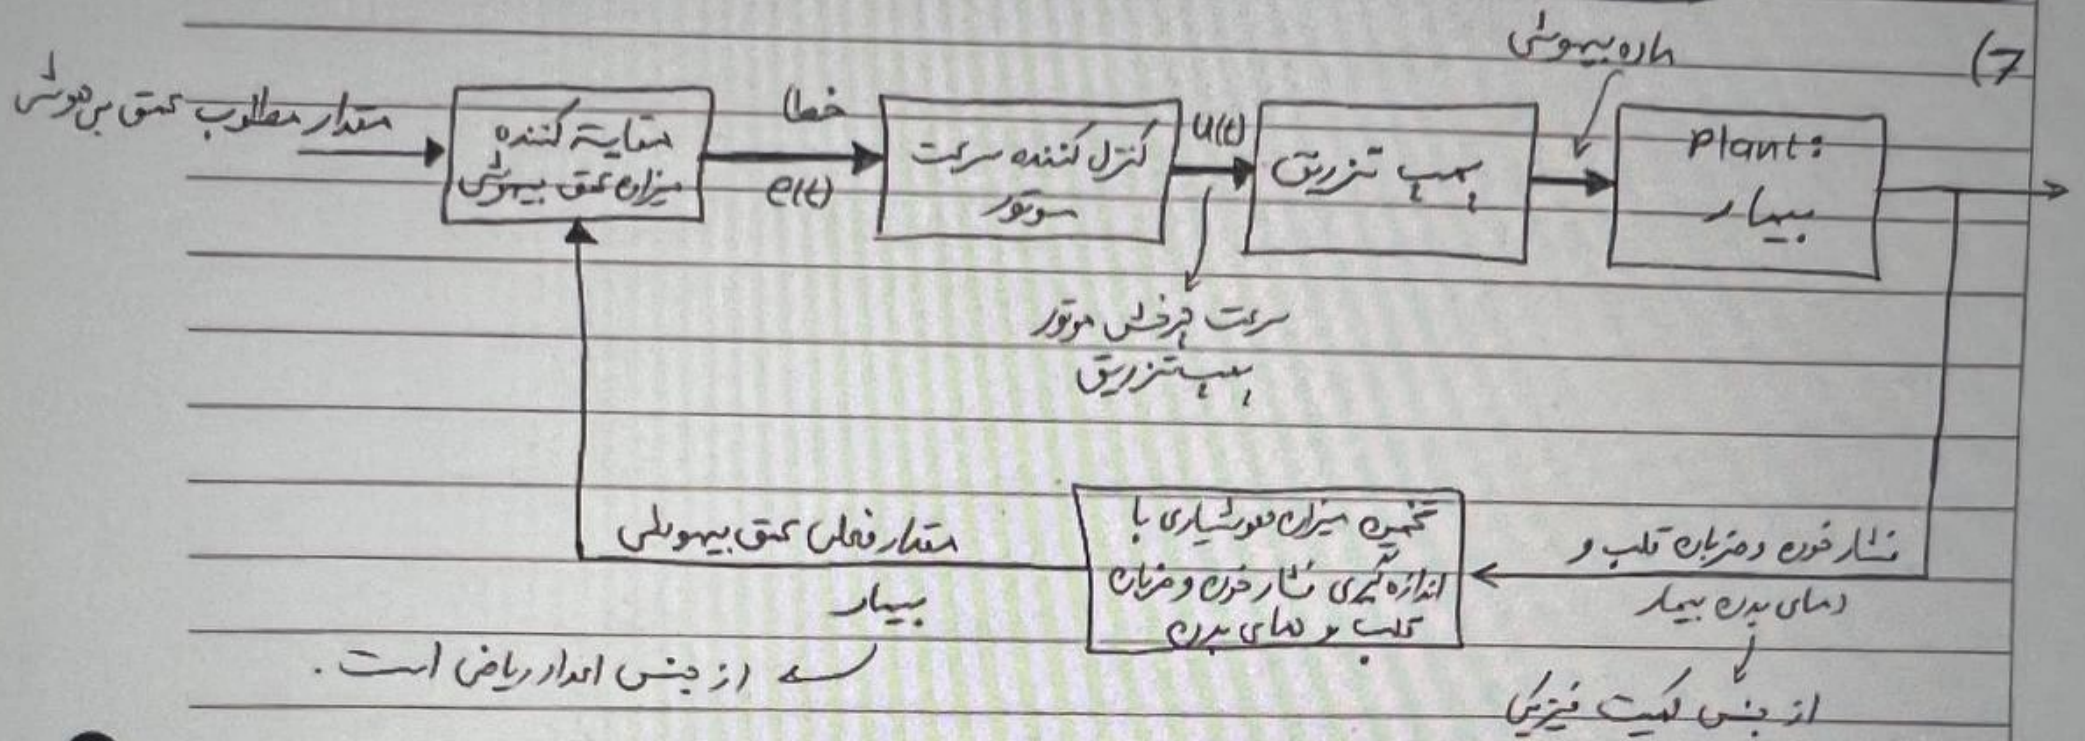 7)
ماده بیهوشی
مقدار مطلوب عمق بی هوشی
مقایسه کننده
میزان عمق بیهوشی
خطا
e(t)
کنترل کننده سرعت
موتور
u(t)
پمپ تزریق
Plant:
بیمار
سرعت چرخش موتور
پمپ تزریق
فشار خون و ضربان قلب و
دمای بدن بیمار
از جنس کمیت فیزیکی
تخمین میزان هوشیاری با
اندازه گیری فشار خون و ضربان
قلب و دمای بدن
مقدار فعلی عمق بیهوشی
بیمار
از جنس اعداد ریاضی است.